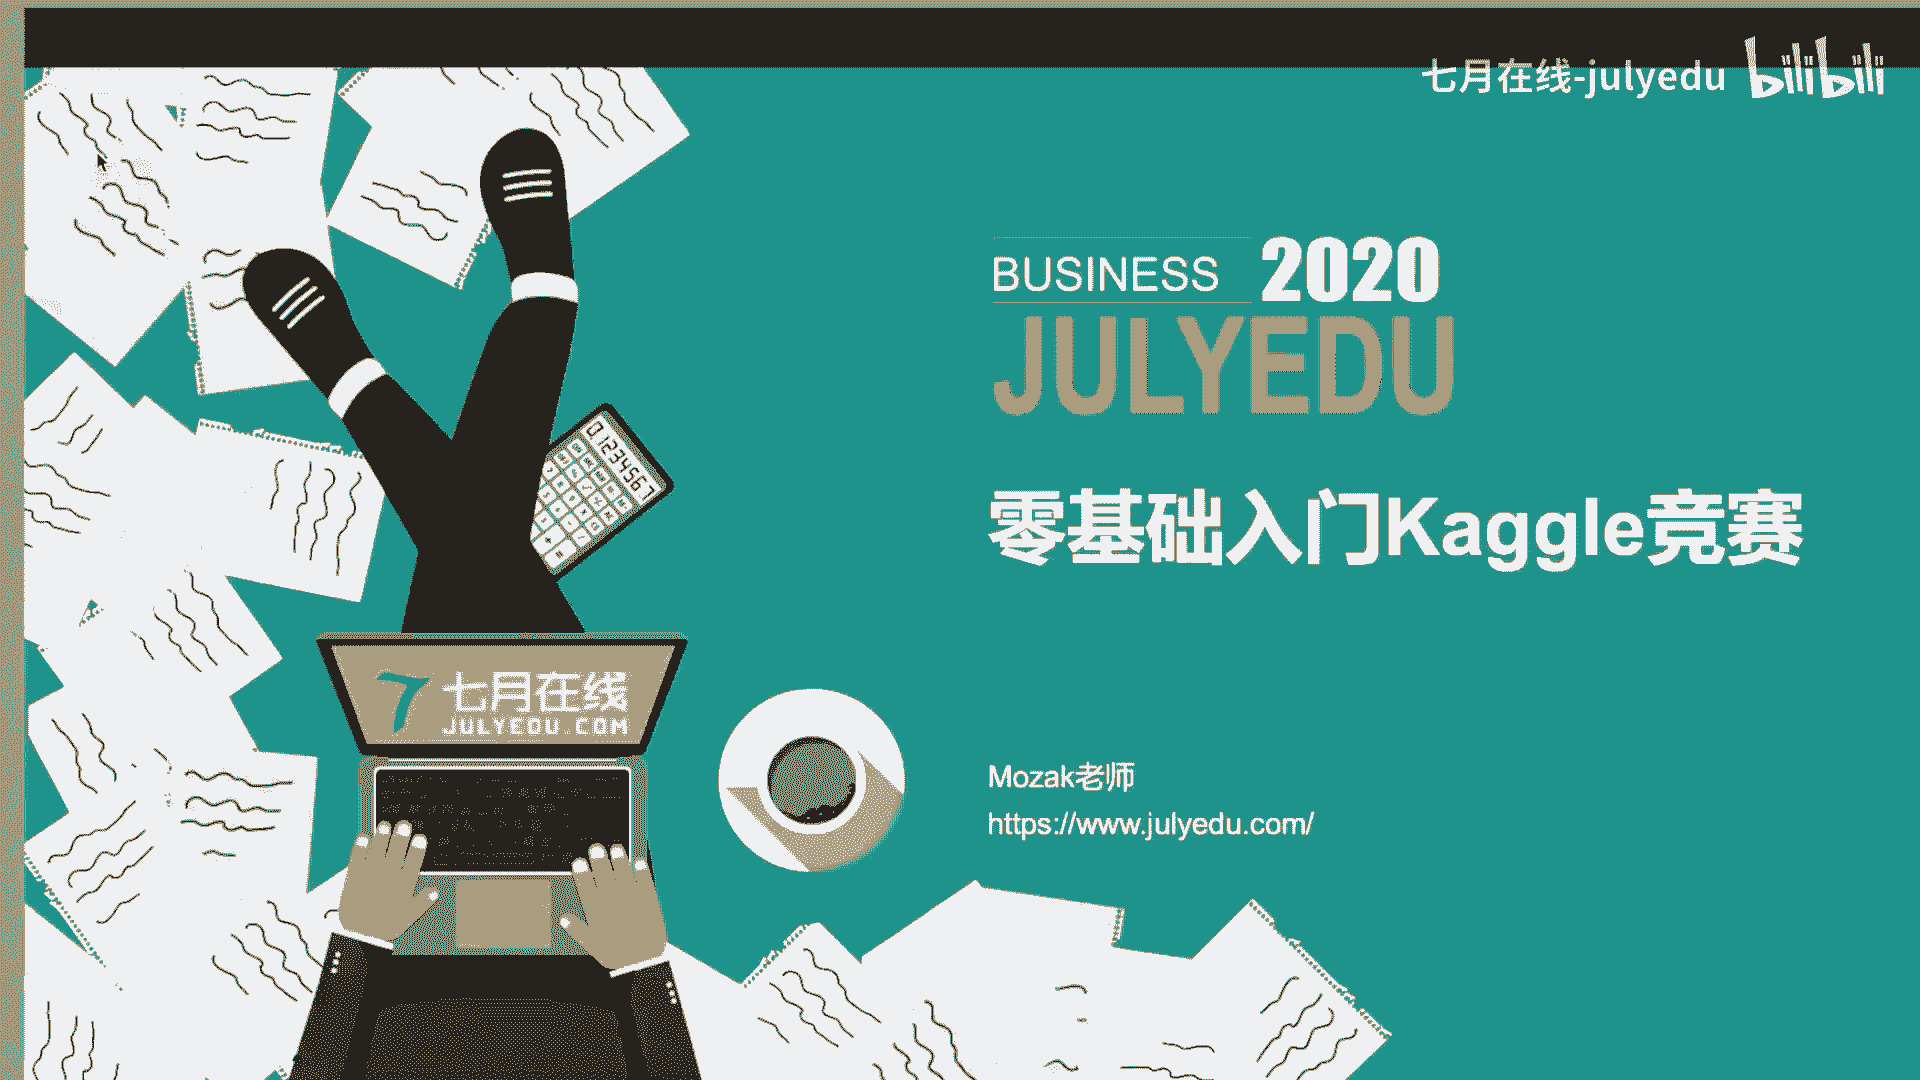 七月在线-julyedu bilibili
BUSINESS 2020
JULYEDU
零基础入门Kaggle竞赛
01234567
七月在线
JULYEDU.COM
Mozak老师
https://www.julyedu.com/